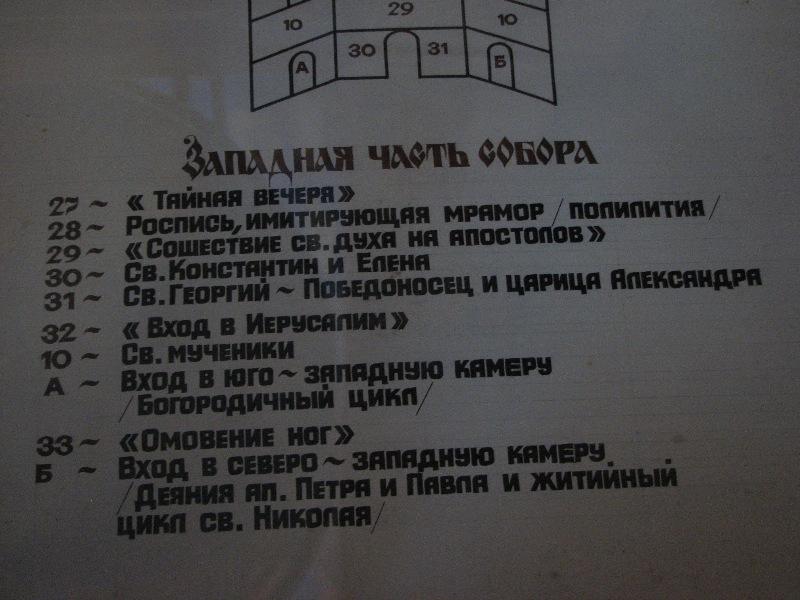 29
10 10
30 31
А Б
Западная часть собора
27 ~ «Тайная вечеря»
28 ~ Роспись, имитирующая мрамор /полилития/
29 ~ «Сошествие св. духа на апостолов»
30 ~ Св. Константин и Елена
31 ~ Св. Георгий ~ Победоносец и царица Александра
32 ~ «Вход в Иерусалим»
10 ~ Св. мученики
А ~ Вход в юго ~ западную камеру
/Богородичный цикл/
33 ~ «Омовение ног»
Б ~ Вход в северо ~ западную камеру
/Деяния ап. Петра и Павла и житийный
цикл св. Николая/